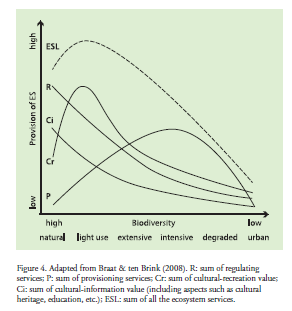 high
ESL
R
Ci
Provision of ES
Cr
P
low
high Biodiversity low
natural light use extensive intensive degraded urban
Figure 4. Adapted from Braat & ten Brink (2008). R: sum of regulating
services; P: sum of provisioning services; Cr: sum of cultural-recreation value;
Ci: sum of cultural-information value (including aspects such as cultural
heritage, education, etc.); ESL: sum of all the ecosystem services.